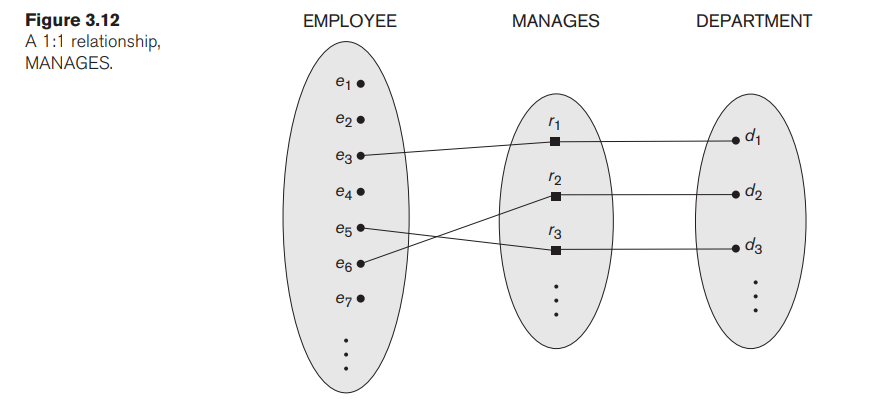 Figure 3.12
A 1:1 relationship,
MANAGES.
EMPLOYEE
MANAGES
DEPARTMENT
e1
e2
e3
e4
e5
e6
e7
r1
r2
r3
d1
d2
d3